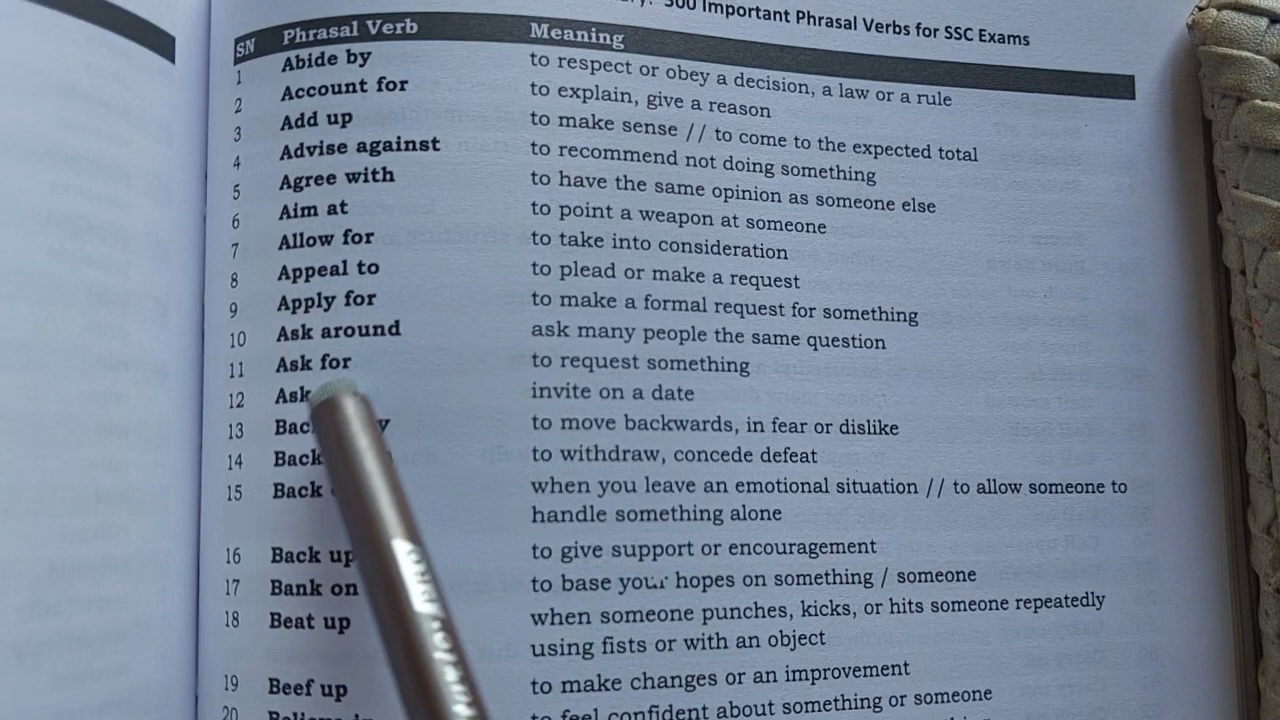 300 Important Phrasal Verbs for SSC Exams
SN Phrasal Verb Meaning
1 Abide by to respect or obey a decision, a law or a rule
2 Account for to explain, give a reason
3 Add up to make sense // to come to the expected total
4 Advise against to recommend not doing something
5 Agree with to have the same opinion as someone else
6 Aim at to point a weapon at someone
7 Allow for to take into consideration
8 Appeal to to plead or make a request
9 Apply for to make a formal request for something
10 Ask around ask many people the same question
11 Ask for to request something
12 Ask invite on a date
13 to move backwards, in fear or dislike
14 Back to withdraw, concede defeat
15 Back when you leave an emotional situation // to allow someone to
handle something alone
16 Back up to give support or encouragement
17 Bank on to base your hopes on something / someone
18 Beat up when someone punches, kicks, or hits someone repeatedly
using fists or with an object
19 Beef up to make changes or an improvement
20 to feel confident about something or someone